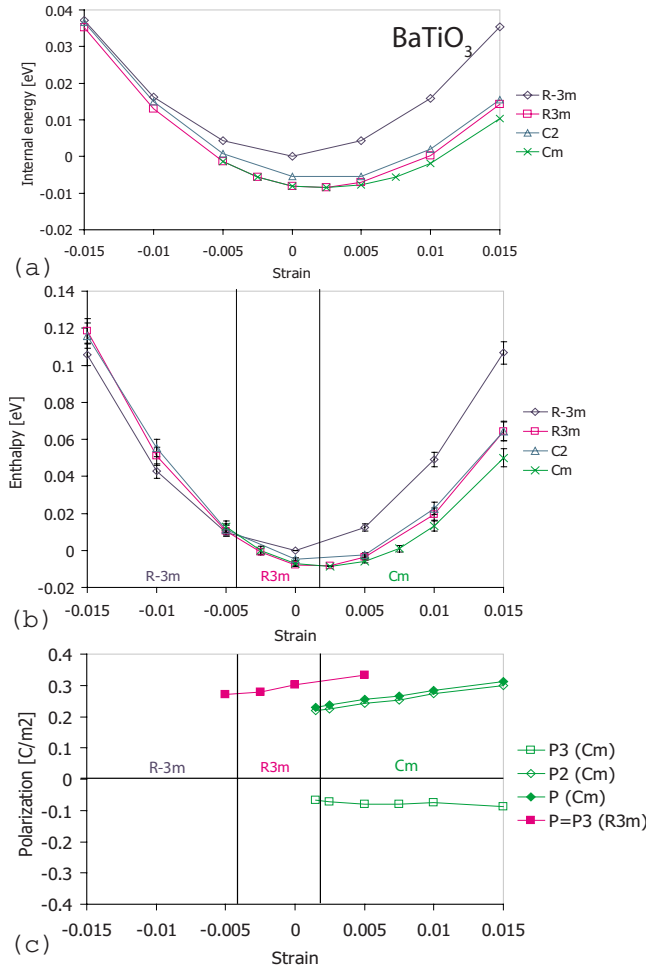 BaTiO3
Internal energy [eV]
0.04
0.03
0.02
0.01
0
-0.01
-0.02
-0.015 -0.01 -0.005 0 0.005 0.01 0.015
Strain
R-3m
R3m
C2
Cm
(a)
Enthalpy [eV]
0.14
0.12
0.1
0.08
0.06
0.04
0.02
0
-0.02
R-3m R3m Cm
-0.015 -0.01 -0.005 0 0.005 0.01 0.015
Strain
R-3m
R3m
C2
Cm
(b)
Polarization [C/m2]
0.4
0.3
0.2
0.1
0
-0.1
-0.2
-0.3
-0.4
R-3m R3m Cm
-0.015 -0.01 -0.005 0 0.005 0.01 0.015
Strain
P3 (Cm)
P2 (Cm)
P (Cm)
P=P3 (R3m)
(c)